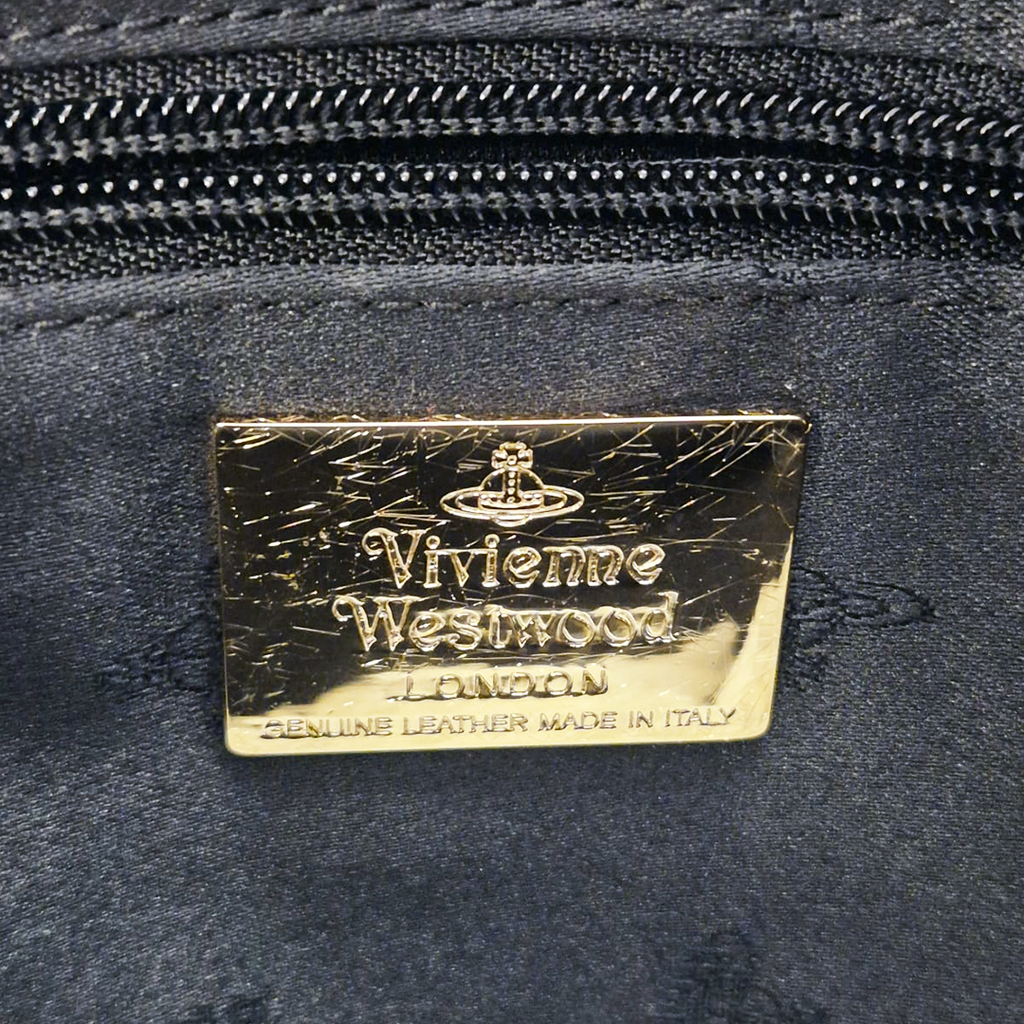 Vivienne
Westwood
LONDON
GENUINE LEATHER MADE IN ITALY